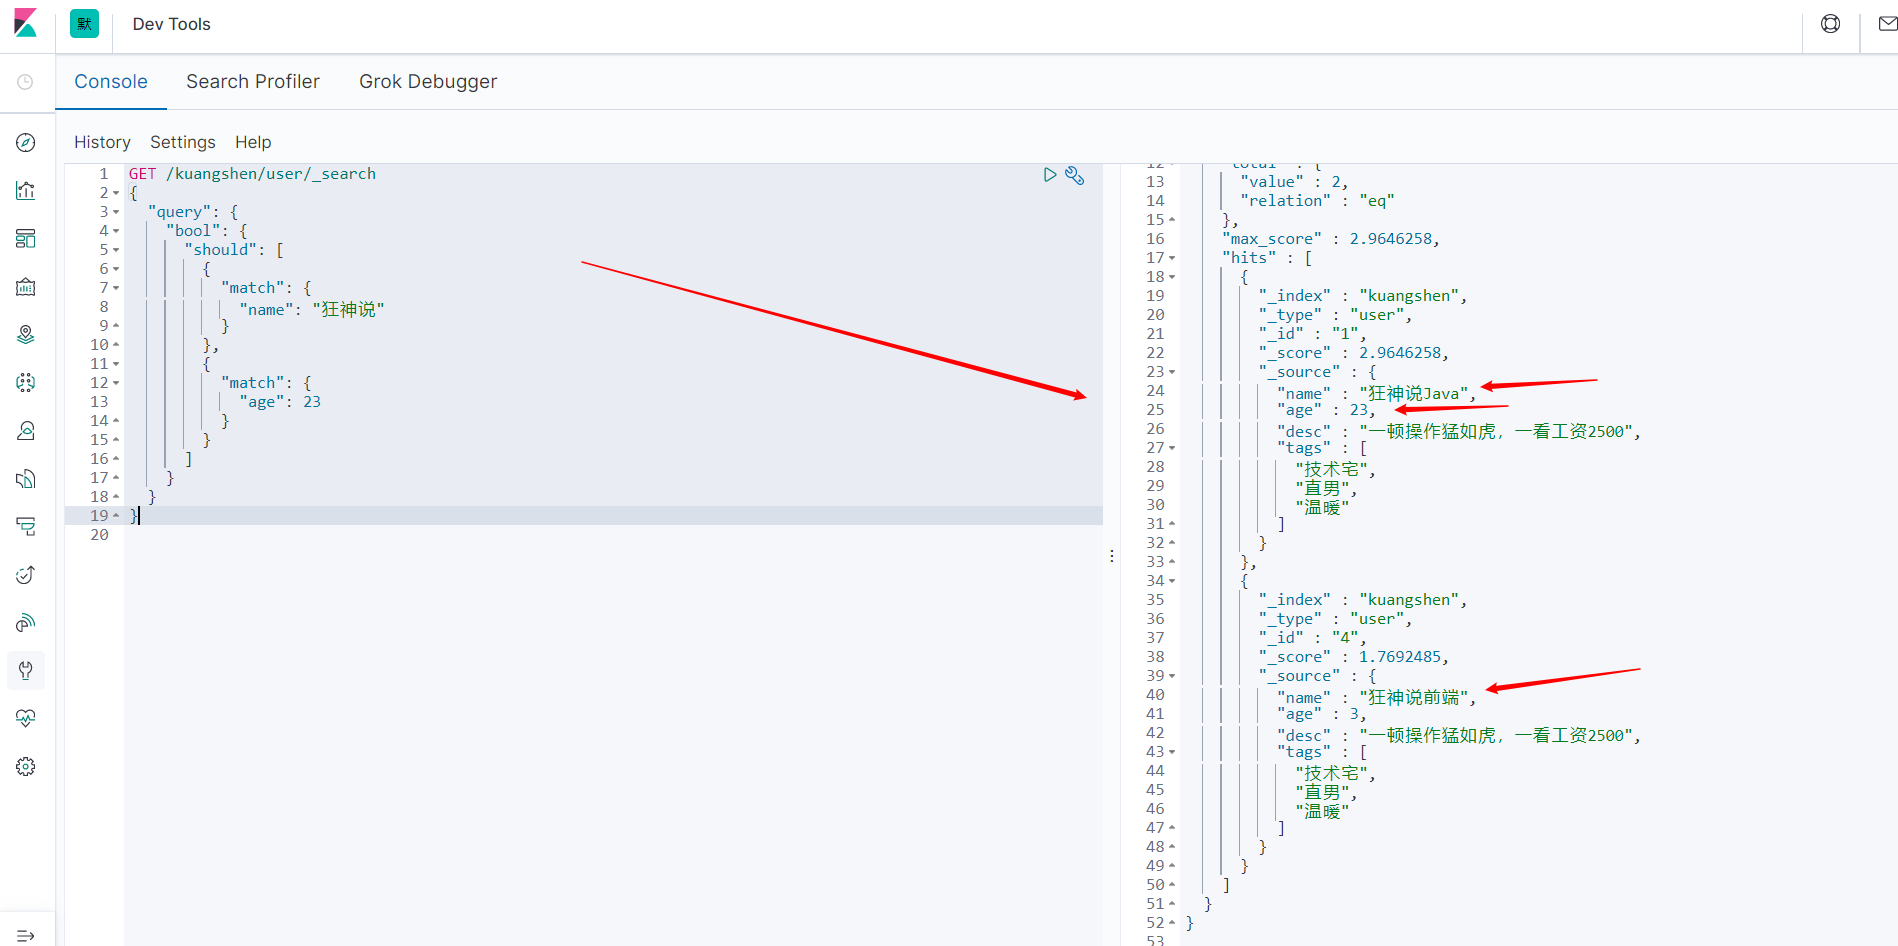 默 Dev Tools
Console Search Profiler Grok Debugger
History Settings Help
1 GET /kuangshen/user/_search
2 {
3 "query": {
4 "bool": {
5 "should": [
6 {
7 "match": {
8 "name": "狂神说"
9 }
10 },
11 {
12 "match": {
13 "age": 23
14 }
15 }
16 ]
17 }
18 }
19 }
20
12 "total" : {
13 "value" : 2,
14 "relation" : "eq"
15 },
16 "max_score" : 2.9646258,
17 "hits" : [
18 {
19 "_index" : "kuangshen",
20 "_type" : "user",
21 "_id" : "1",
22 "_score" : 2.9646258,
23 "_source" : {
24 "name" : "狂神说Java",
25 "age" : 23,
26 "desc" : "一顿操作猛如虎，一看工资2500",
27 "tags" : [
28 "技术宅",
29 "直男",
30 "温暖"
31 ]
32 }
33 },
34 {
35 "_index" : "kuangshen",
36 "_type" : "user",
37 "_id" : "4",
38 "_score" : 1.7692485,
39 "_source" : {
40 "name" : "狂神说前端",
41 "age" : 3,
42 "desc" : "一顿操作猛如虎，一看工资2500",
43 "tags" : [
44 "技术宅",
45 "直男",
46 "温暖"
47 ]
48 }
49 }
50 ]
51 }
52 }
53